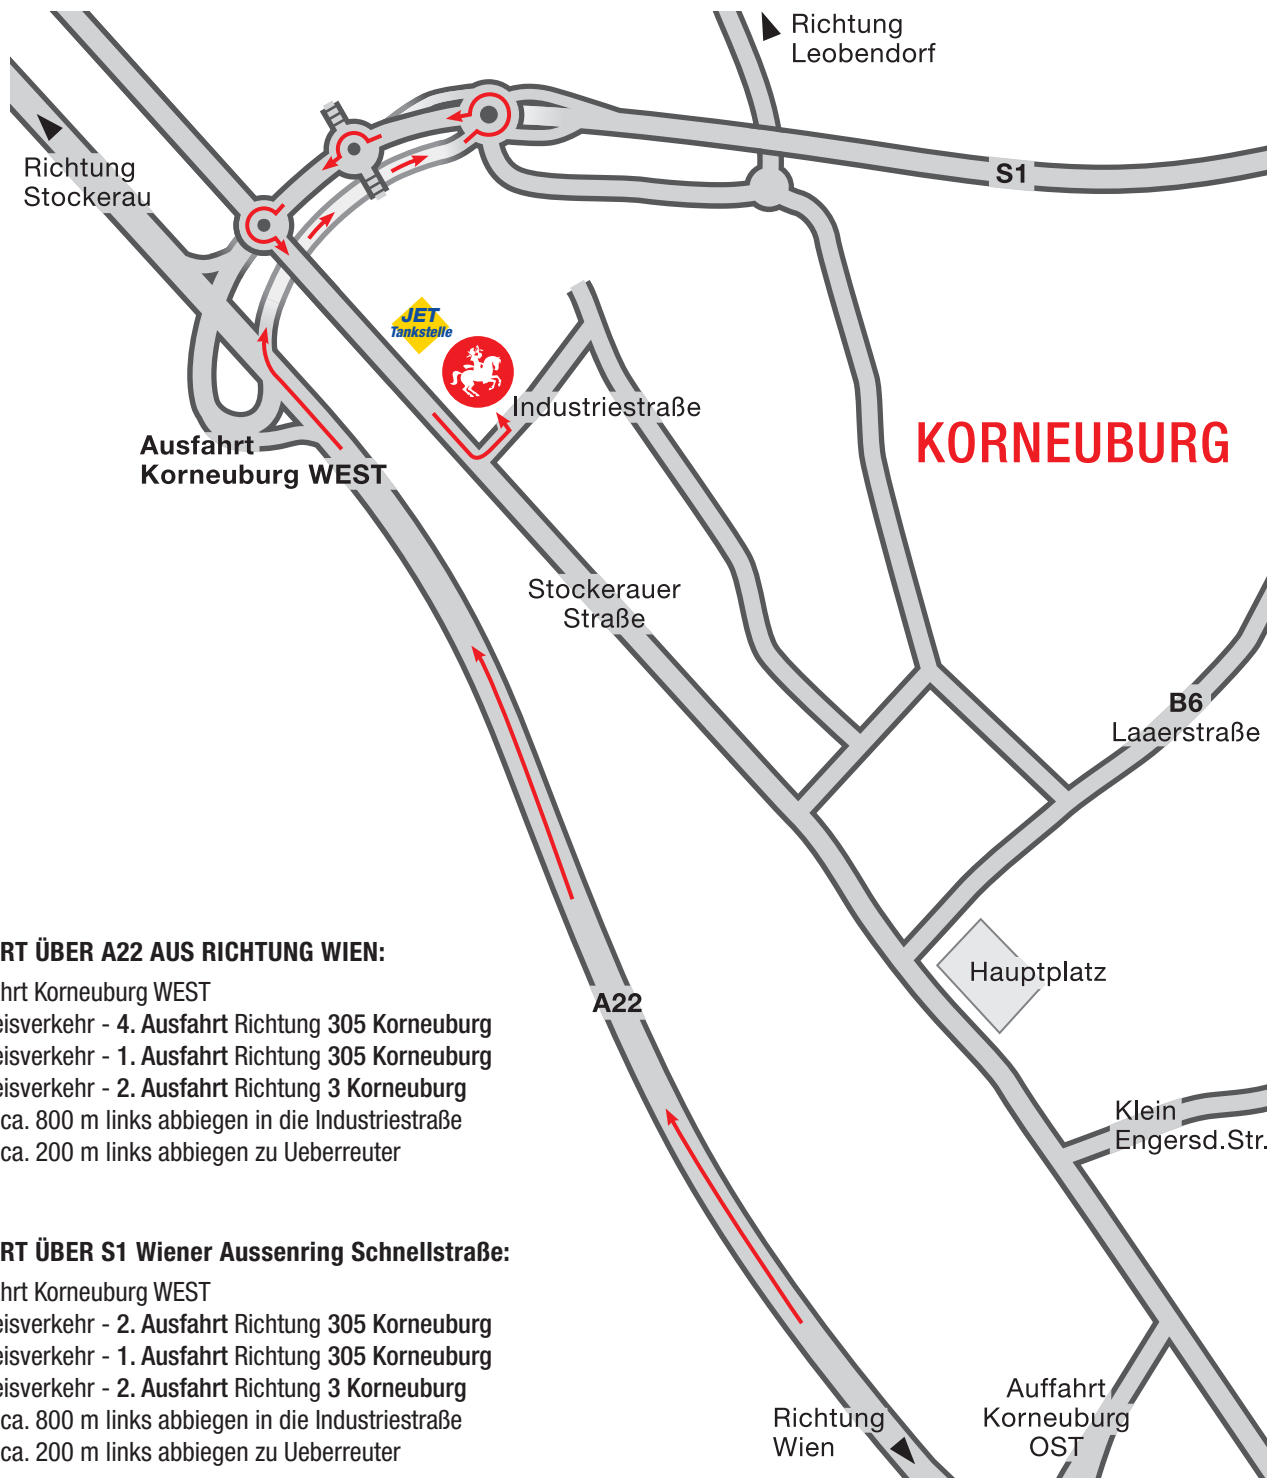 Richtung
Leobendorf
Richtung
Stockerau
S1
JET
Tankstelle
Industriestraße
KORNEUBURG
Ausfahrt
Korneuburg WEST
Stockerauer
Straße
B6
Laaerstraße
RT ÜBER A22 AUS RICHTUNG WIEN:
hrt Korneuburg WEST
eisverkehr - 4. Ausfahrt Richtung 305 Korneuburg
eisverkehr - 1. Ausfahrt Richtung 305 Korneuburg
eisverkehr - 2. Ausfahrt Richtung 3 Korneuburg
ca. 800 m links abbiegen in die Industriestraße
ca. 200 m links abbiegen zu Ueberreuter
Hauptplatz
A22
Klein
Engersd.Str.
RT ÜBER S1 Wiener Aussenring Schnellstraße:
hrt Korneuburg WEST
eisverkehr - 2. Ausfahrt Richtung 305 Korneuburg
eisverkehr - 1. Ausfahrt Richtung 305 Korneuburg
eisverkehr - 2. Ausfahrt Richtung 3 Korneuburg
ca. 800 m links abbiegen in die Industriestraße
ca. 200 m links abbiegen zu Ueberreuter
Richtung
Wien
Auffahrt
Korneuburg
OST